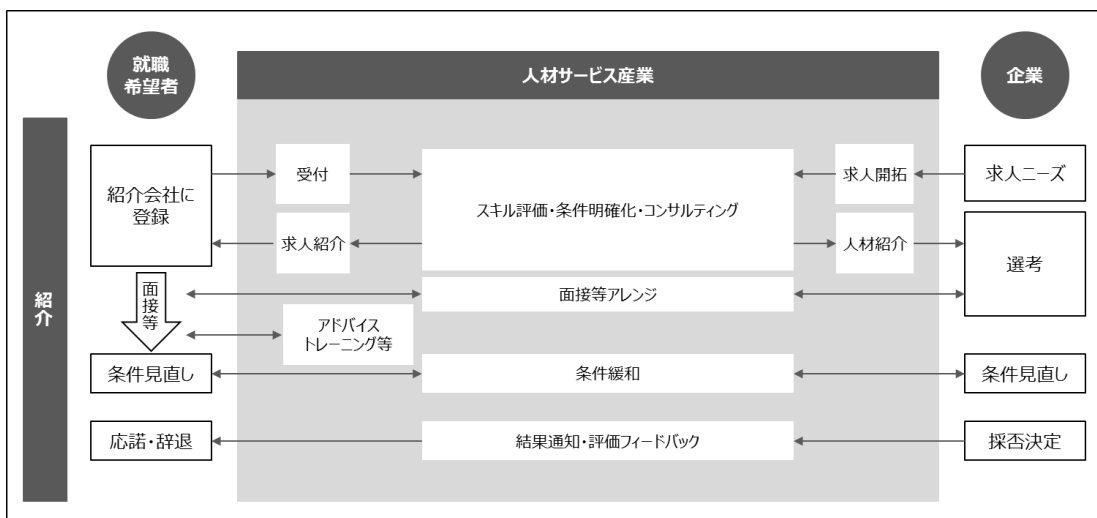 就職
希望者
人材サービス産業
企業
紹介
紹介会社に
登録
受付
スキル評価・条件明確化・コンサルティング
求人開拓
求人ニーズ
求人紹介
人材紹介
選考
面接等
面接等アレンジ
アドバイス
トレーニング等
条件見直し
条件緩和
条件見直し
応諾・辞退
結果通知・評価フィードバック
採否決定